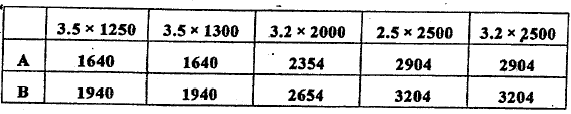 3.5 × 1250 3.5 × 1300 3.2 × 2000 2.5 × 2500 3.2 × 2500
A 1640 1640 2354 2904 2904
B 1940 1940 2654 3204 3204